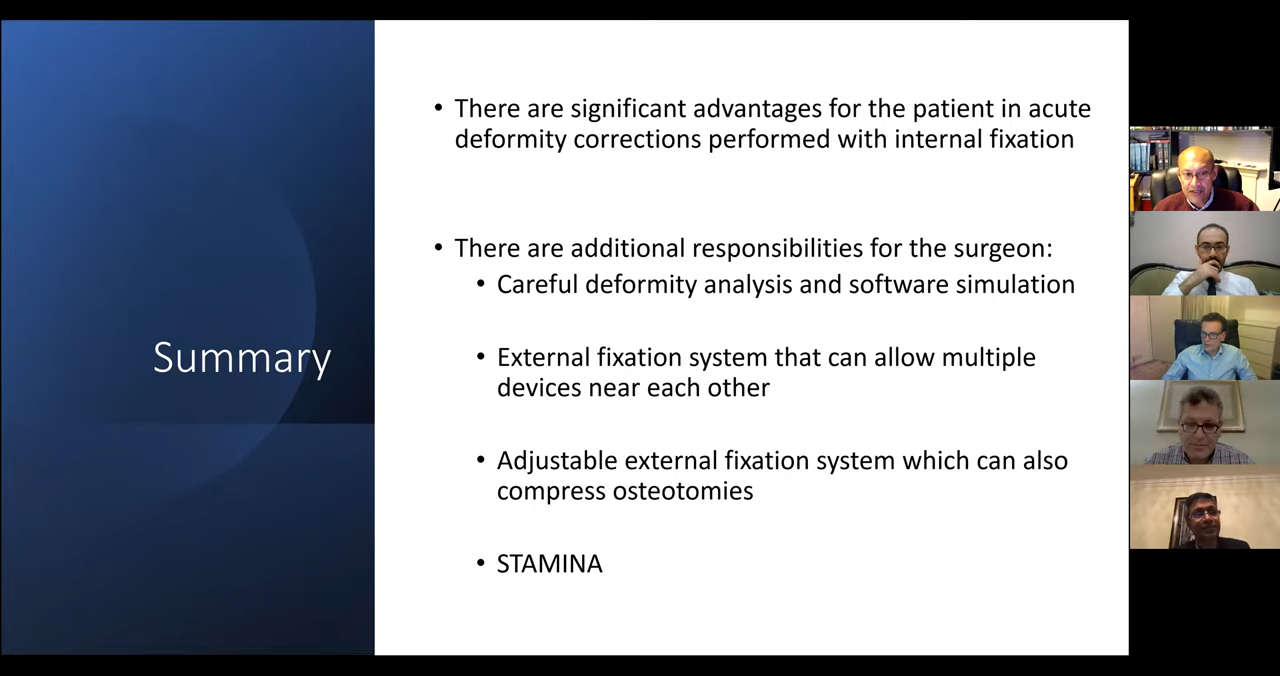 Summary
• There are significant advantages for the patient in acute
deformity corrections performed with internal fixation
• There are additional responsibilities for the surgeon:
• Careful deformity analysis and software simulation
• External fixation system that can allow multiple
devices near each other
• Adjustable external fixation system which can also
compress osteotomies
• STAMINA